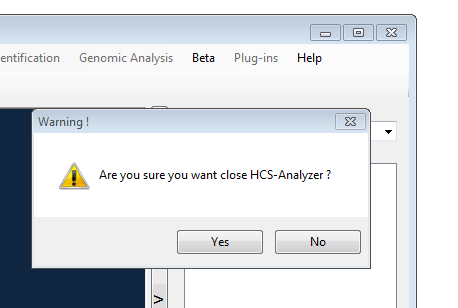 entification Genomic Analysis Beta Plug-ins Help
Warning !
Are you sure you want close HCS-Analyzer ?
Yes No
>